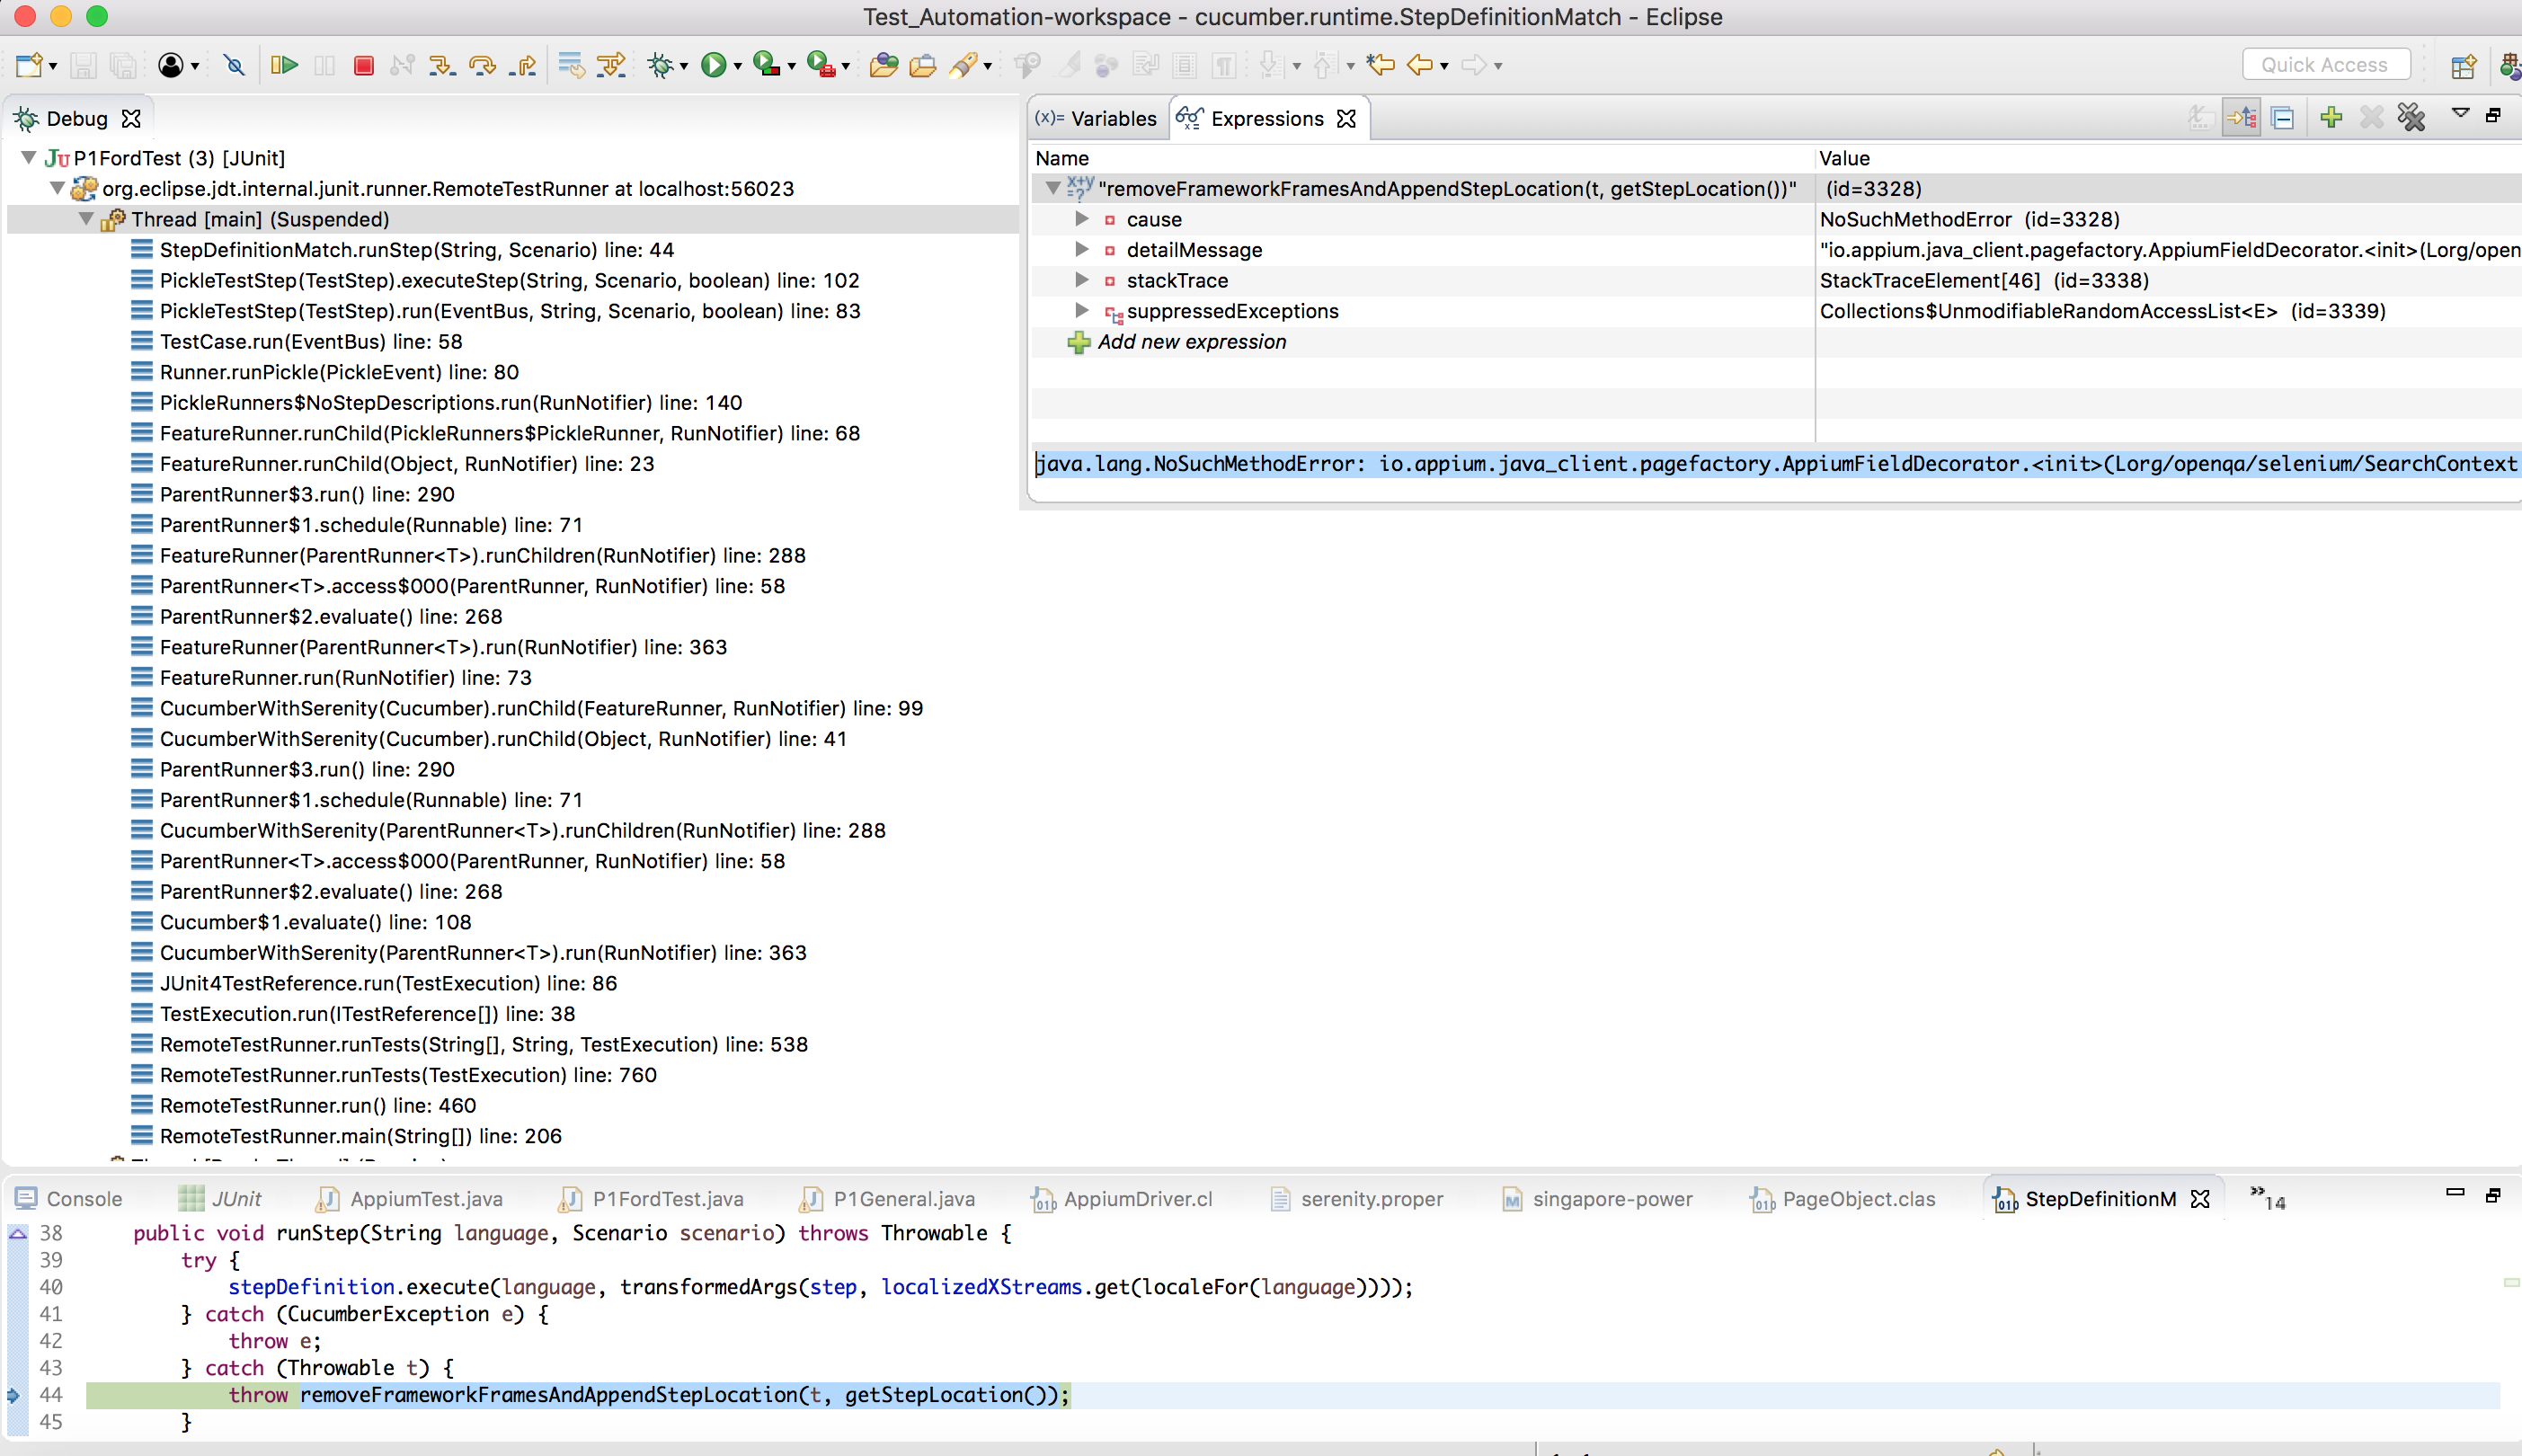 Test_Automation-workspace - cucumber.runtime.StepDefinitionMatch - Eclipse
Quick Access
Debug
P1FordTest (3) [JUnit]
org.eclipse.jdt.internal.junit.runner.RemoteTestRunner at localhost:56023
Thread [main] (Suspended)
StepDefinitionMatch.runStep(String, Scenario) line: 44
PickleTestStep(TestStep).executeStep(String, Scenario, boolean) line: 102
PickleTestStep(TestStep).run(EventBus, String, Scenario, boolean) line: 83
TestCase.run(EventBus) line: 58
Runner.runPickle(PickleEvent) line: 80
PickleRunners$NoStepDescriptions.run(RunNotifier) line: 140
FeatureRunner.runChild(PickleRunners$PickleRunner, RunNotifier) line: 68
FeatureRunner.runChild(Object, RunNotifier) line: 23
ParentRunner$3.run() line: 290
ParentRunner$1.schedule(Runnable) line: 71
FeatureRunner(ParentRunner<T>).runChildren(RunNotifier) line: 288
ParentRunner<T>.access$000(ParentRunner, RunNotifier) line: 58
ParentRunner$2.evaluate() line: 268
FeatureRunner(ParentRunner<T>).run(RunNotifier) line: 363
FeatureRunner.run(RunNotifier) line: 73
CucumberWithSerenity(Cucumber).runChild(FeatureRunner, RunNotifier) line: 99
CucumberWithSerenity(Cucumber).runChild(Object, RunNotifier) line: 41
ParentRunner$3.run() line: 290
ParentRunner$1.schedule(Runnable) line: 71
CucumberWithSerenity(ParentRunner<T>).runChildren(RunNotifier) line: 288
ParentRunner<T>.access$000(ParentRunner, RunNotifier) line: 58
ParentRunner$2.evaluate() line: 268
Cucumber$1.evaluate() line: 108
CucumberWithSerenity(ParentRunner<T>).run(RunNotifier) line: 363
JUnit4TestReference.run(TestExecution) line: 86
TestExecution.run(ITestReference[]) line: 38
RemoteTestRunner.runTests(String[], String, TestExecution) line: 538
RemoteTestRunner.runTests(TestExecution) line: 760
RemoteTestRunner.run() line: 460
RemoteTestRunner.main(String[]) line: 206
(x)= Variables Expressions
Name Value
"removeFrameworkFramesAndAppendStepLocation(t, getStepLocation())" (id=3328)
cause NoSuchMethodError (id=3328)
detailMessage "io.appium.java_client.pagefactory.AppiumFieldDecorator.<init>(Lorg/open
stackTrace StackTraceElement[46] (id=3338)
suppressedExceptions Collections$UnmodifiableRandomAccessList<E> (id=3339)
Add new expression
java.lang.NoSuchMethodError: io.appium.java_client.pagefactory.AppiumFieldDecorator.<init>(Lorg/openqa/selenium/SearchContext
Console JUnit AppiumTest.java P1FordTest.java P1General.java AppiumDriver.cl serenity.proper singapore-power PageObject.clas StepDefinitionM »14
38 public void runStep(String language, Scenario scenario) throws Throwable {
39 try {
40 stepDefinition.execute(language, transformedArgs(step, localizedXStreams.get(localeFor(language))));
41 } catch (CucumberException e) {
42 throw e;
43 } catch (Throwable t) {
44 throw removeFrameworkFramesAndAppendStepLocation(t, getStepLocation());
45 }